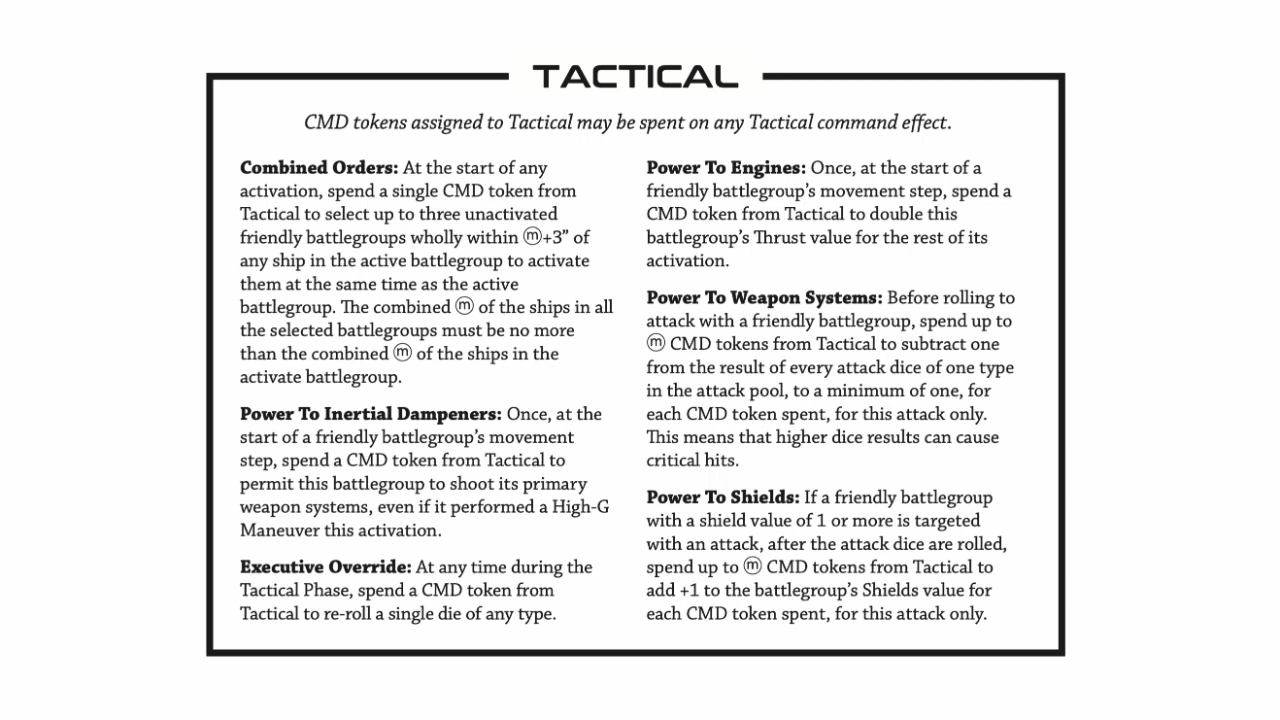 TACTICAL
CMD tokens assigned to Tactical may be spent on any Tactical command effect.
Combined Orders: At the start of any
activation, spend a single CMD token from
Tactical to select up to three unactivated
friendly battlegroups wholly within ⓜ+3” of
any ship in the active battlegroup to activate
them at the same time as the active
battlegroup. The combined ⓜ of the ships in all
the selected battlegroups must be no more
than the combined ⓜ of the ships in the
activate battlegroup.
Power To Inertial Dampeners: Once, at the
start of a friendly battlegroup’s movement
step, spend a CMD token from Tactical to
permit this battlegroup to shoot its primary
weapon systems, even if it performed a High-G
Maneuver this activation.
Executive Override: At any time during the
Tactical Phase, spend a CMD token from
Tactical to re-roll a single die of any type.
Power To Engines: Once, at the start of a
friendly battlegroup’s movement step, spend a
CMD token from Tactical to double this
battlegroup’s Thrust value for the rest of its
activation.
Power To Weapon Systems: Before rolling to
attack with a friendly battlegroup, spend up to
ⓜ CMD tokens from Tactical to subtract one
from the result of every attack dice of one type
in the attack pool, to a minimum of one, for
each CMD token spent, for this attack only.
This means that higher dice results can cause
critical hits.
Power To Shields: If a friendly battlegroup
with a shield value of 1 or more is targeted
with an attack, after the attack dice are rolled,
spend up to ⓜ CMD tokens from Tactical to
add +1 to the battlegroup’s Shields value for
each CMD token spent, for this attack only.